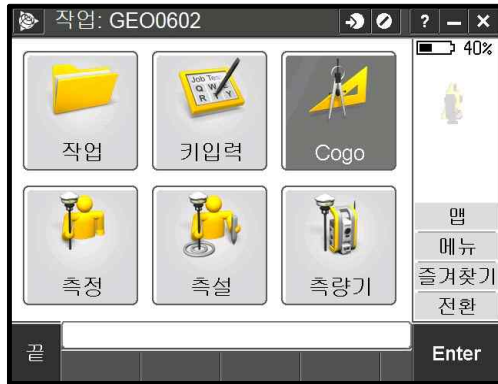 작업: GEO0602
? – ×
40%
작업
키입력
Cogo
측정
측설
측량기
맵
메뉴
즐겨찾기
전환
끝
Enter